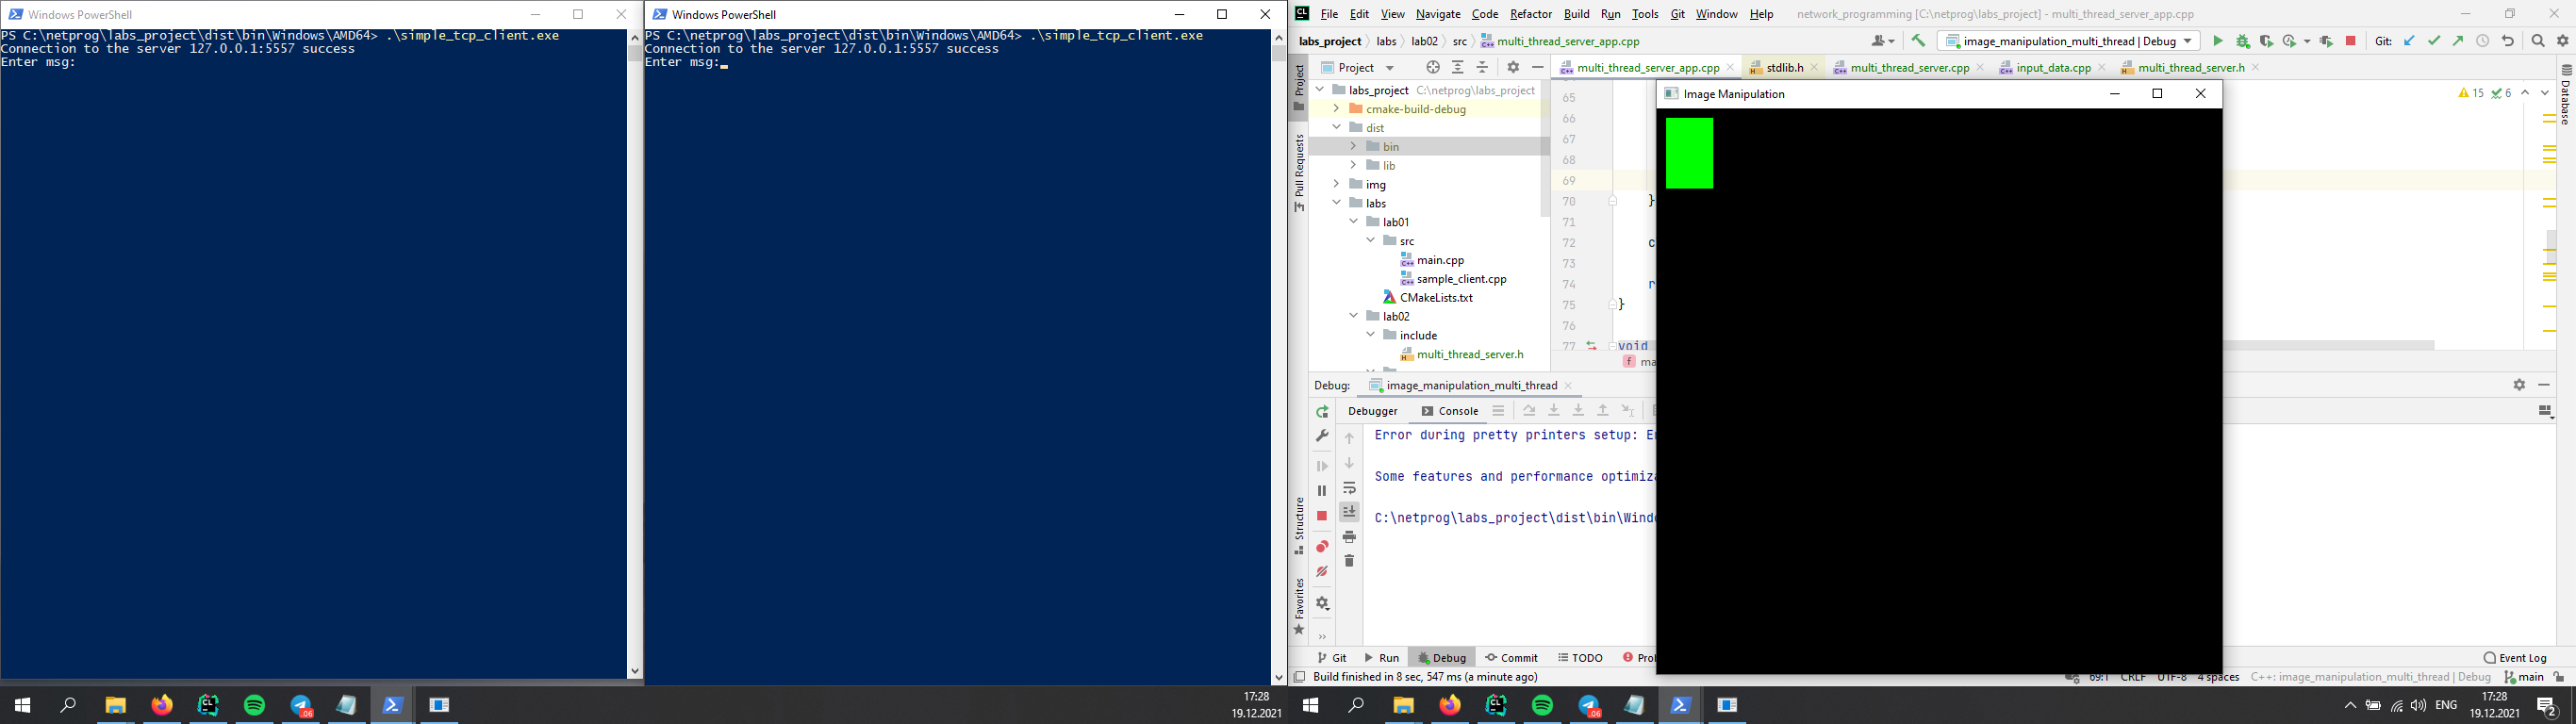 Windows PowerShell
PS C:\netprog\labs_project\dist\bin\Windows\AMD64> .\simple_tcp_client.exe
Connection to the server 127.0.0.1:5557 success
Enter msg:
Windows PowerShell
PS C:\netprog\labs_project\dist\bin\Windows\AMD64> .\simple_tcp_client.exe
Connection to the server 127.0.0.1:5557 success
Enter msg:
CL File Edit View Navigate Code Refactor Build Run Tools Git Window Help network_programming [C:\netprog\labs_project] - multi_thread_server_app.cpp
labs_project labs lab02 src multi_thread_server_app.cpp image_manipulation_multi_thread | Debug Git:
Project
Pull Requests
Structure
Favorites
Database
Project
labs_project C:\netprog\labs_project
cmake-build-debug
dist
bin
lib
img
labs
lab01
src
main.cpp
sample_client.cpp
CMakeLists.txt
lab02
include
multi_thread_server.h
multi_thread_server_app.cpp stdlib.h multi_thread_server.cpp input_data.cpp multi_thread_server.h
15 6
65
66
67
68
69
70 }
71
72 c
73
74 r
75 }
76
77 void
f ma
Image Manipulation
Debug: image_manipulation_multi_thread
Debugger Console
Error during pretty printers setup:
Some features and performance
C:\netprog\labs_project\dist\bin\
Git Run Debug Commit TODO Event Log
Build finished in 8 sec, 547 ms (a minute ago) 69:1 CRLF UTF-8 4 spaces C++: image_manipulation_multi_thread | Debug main
17:28
19.12.2021
ENG
17:28
19.12.2021
2